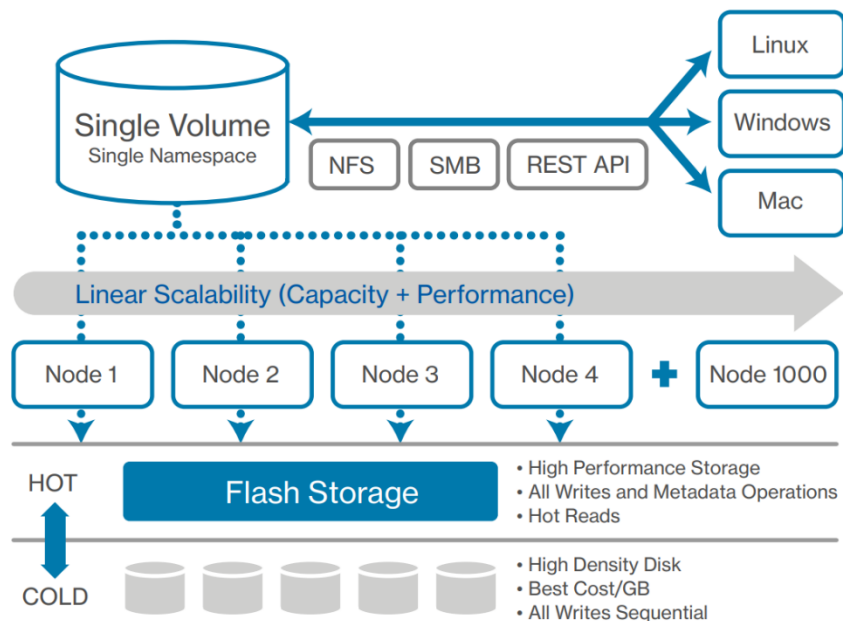 Linux
Single Volume
Single Namespace
Windows
NFS
SMB
REST API
Mac
Linear Scalability (Capacity + Performance)
Node 1
Node 2
Node 3
Node 4
+
Node 1000
HOT
Flash Storage
• High Performance Storage
• All Writes and Metadata Operations
• Hot Reads
COLD
• High Density Disk
• Best Cost/GB
• All Writes Sequential